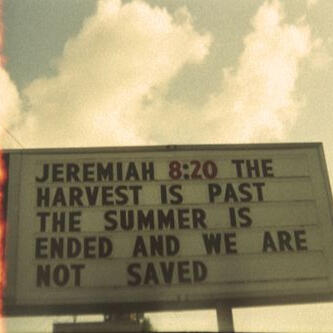 JEREMIAH 8:20 THE
HARVEST IS PAST
THE SUMMER IS
ENDED AND WE ARE
NOT SAVED